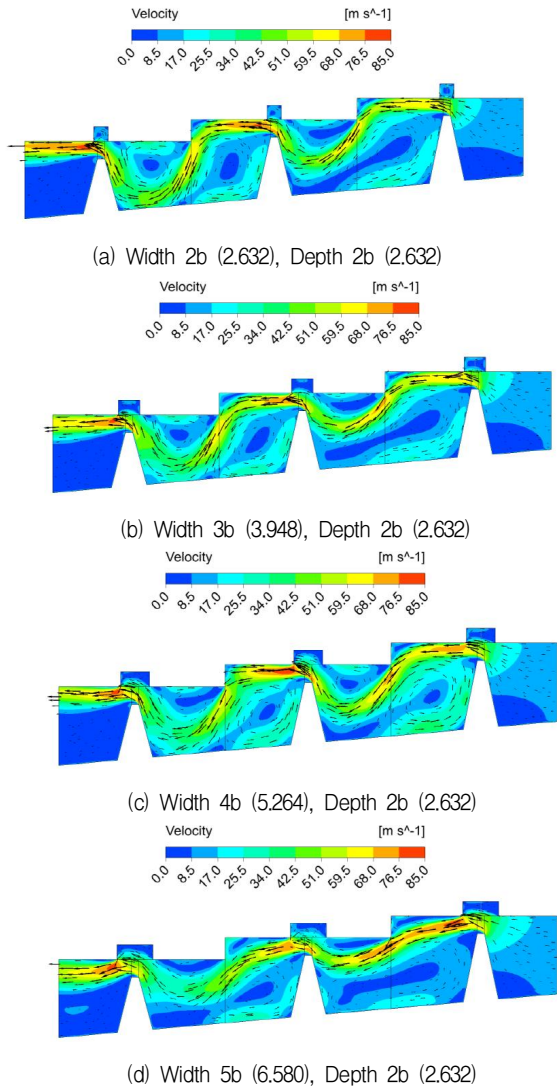 Velocity [m s^-1]
0.0 8.5 17.0 25.5 34.0 42.5 51.0 59.5 68.0 76.5 85.0
(a) Width 2b (2.632), Depth 2b (2.632)
Velocity [m s^-1]
0.0 8.5 17.0 25.5 34.0 42.5 51.0 59.5 68.0 76.5 85.0
(b) Width 3b (3.948), Depth 2b (2.632)
Velocity [m s^-1]
0.0 8.5 17.0 25.5 34.0 42.5 51.0 59.5 68.0 76.5 85.0
(c) Width 4b (5.264), Depth 2b (2.632)
Velocity [m s^-1]
0.0 8.5 17.0 25.5 34.0 42.5 51.0 59.5 68.0 76.5 85.0
(d) Width 5b (6.580), Depth 2b (2.632)